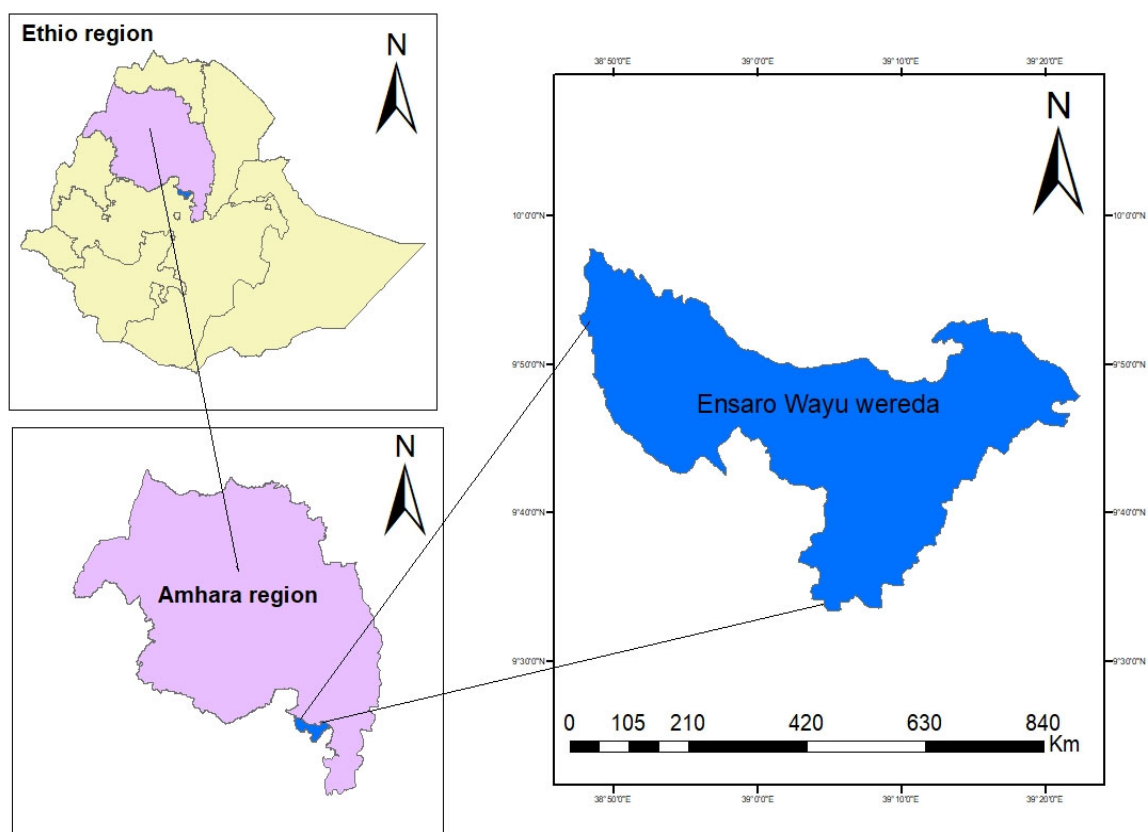 Ethio region
N
N
Amhara region
38°50'0"E
39°0'0"E
39°10'0"E
39°20'0"E
N
10°0'0"N
10°0'0"N
9°50'0"N
9°50'0"N
Ensaro Wayu wereda
9°40'0"N
9°40'0"N
9°30'0"N
9°30'0"N
0 105 210 420 630 840
Km
38°50'0"E
39°0'0"E
39°10'0"E
39°20'0"E